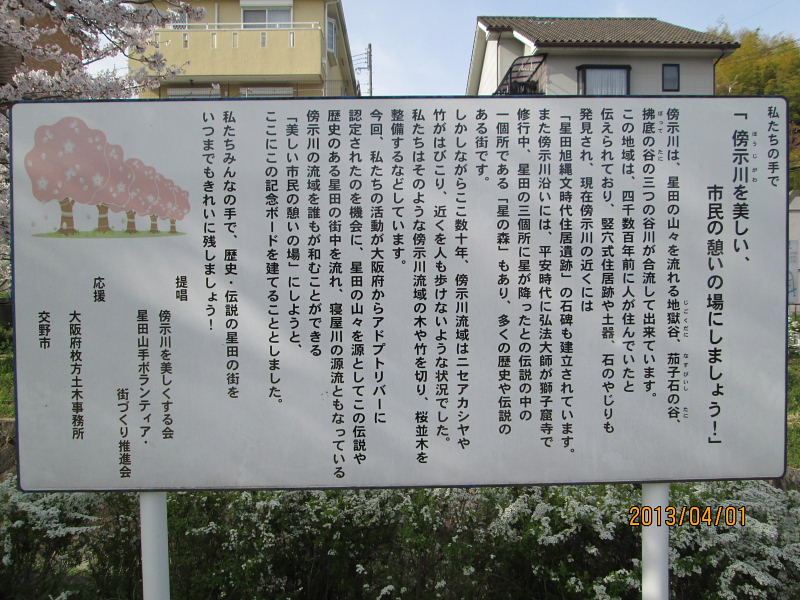 私たちの手で
「傍示川を美しい、
市民の憩いの場にしましょう！」
傍示川は、星田の山々を流れる地獄谷、茄子石の谷、
拂底の谷の三つの谷川が合流して出来ています。
この地域は、四千数百年前に人が住んでいたと
伝えられており、竪穴式住居跡や土器、石のやじりも
発見され、現在傍示川の近くには
「星田旭縄文時代住居遺跡」の石碑も建立されています。
また傍示川沿いには、平安時代に弘法大師が獅子窟寺で
修行中、星田の三個所に星が降ったとの伝説の中の
一個所である「星の森」もあり、多くの歴史や伝説の
ある街です。
しかしながらここ数十年、傍示川流域はニセアカシヤや
竹がはびこり、近くを人も歩けないような状況でした。
私たちはそのような傍示川流域の木や竹を切り、桜並木を
整備するなどしています。
今回、私たちの活動が大阪府からアドプトリバーに
認定されたのを機会に、星田の山々を源としてこの伝説や
歴史のある星田の街中を流れ、寝屋川の源流ともなっている
傍示川の流域を誰もが和むことができる
「美しい市民の憩いの場」にしようと、
ここにこの記念ボードを建てることとしました。
私たちみんなの手で、歴史・伝説の星田の街を
いつまでもきれいに残しましょう！
提唱
傍示川を美しくする会
星田山手ボランティア・
街づくり推進会
応援
大阪府枚方土木事務所
交野市
2013/04/01